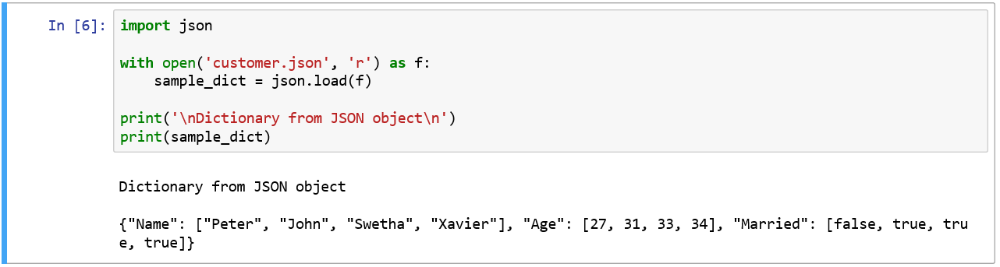 In [6]: import json
with open('customer.json', 'r') as f:
    sample_dict = json.load(f)
print('\nDictionary from JSON object\n')
print(sample_dict)
Dictionary from JSON object
{"Name": ["Peter", "John", "Swetha", "Xavier"], "Age": [27, 31, 33, 34], "Married": [false, true, tru
e, true]}